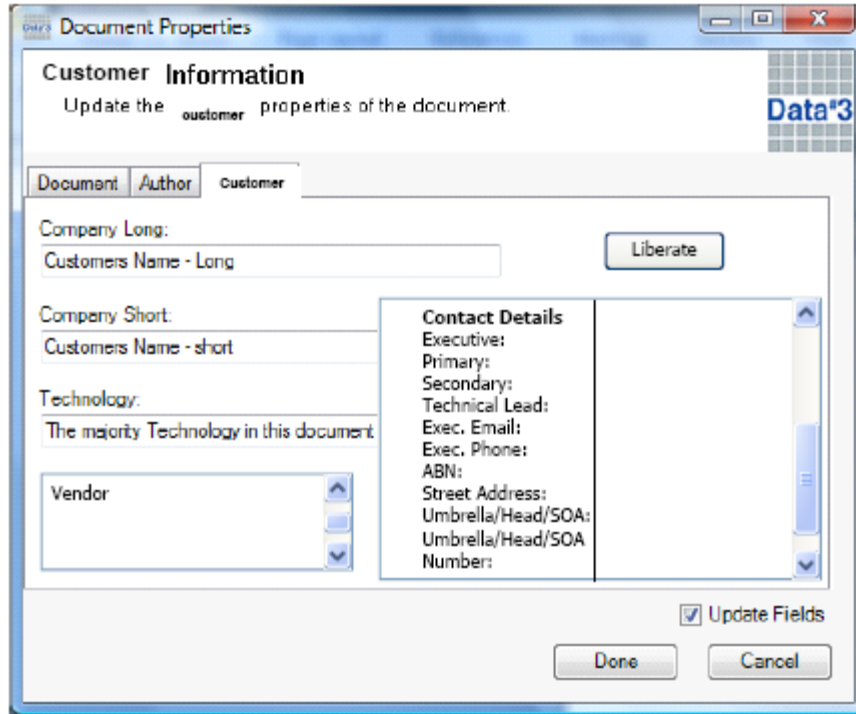 Data#3 Document Properties
Customer Information
Update the customer properties of the document.
Data#3
Document Author Customer
Company Long:
Customers Name - Long
Liberate
Company Short:
Customers Name - short
Technology:
The majority Technology in this document
Vendor
Contact Details
Executive:
Primary:
Secondary:
Technical Lead:
Exec. Email:
Exec. Phone:
ABN:
Street Address:
Umbrella/Head/SOA:
Umbrella/Head/SOA
Number:
Update Fields
Done Cancel